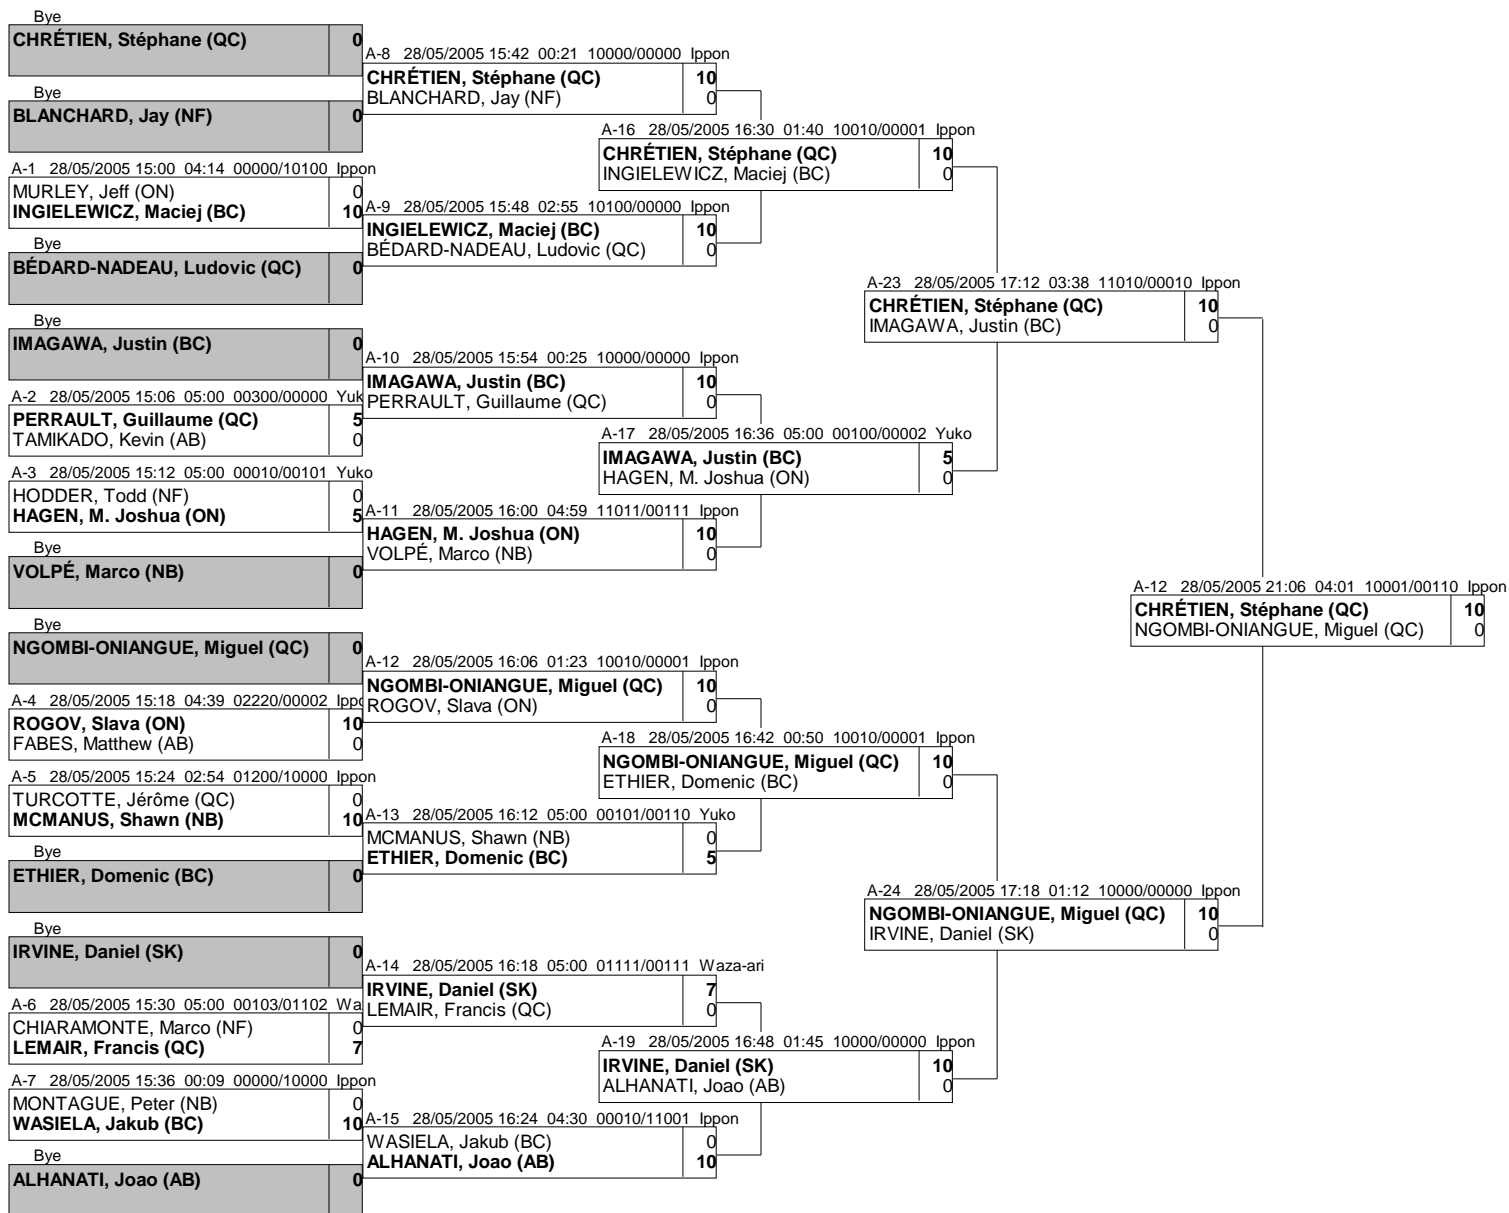 Bye
CHRÉTIEN, Stéphane (QC) 0
Bye
BLANCHARD, Jay (NF) 0
A-1 28/05/2005 15:00 04:14 00000/10100 Ippon
MURLEY, Jeff (ON) 0
INGIELEWICZ, Maciej (BC) 10
Bye
BÉDARD-NADEAU, Ludovic (QC) 0
Bye
IMAGAWA, Justin (BC) 0
A-2 28/05/2005 15:06 05:00 00300/00000 Yuk
PERRAULT, Guillaume (QC) 5
TAMIKADO, Kevin (AB) 0
A-3 28/05/2005 15:12 05:00 00010/00101 Yuko
HODDER, Todd (NF) 0
HAGEN, M. Joshua (ON) 5
Bye
VOLPÉ, Marco (NB) 0
Bye
NGOMBI-ONIANGUE, Miguel (QC) 0
A-4 28/05/2005 15:18 04:39 02220/00002 Ippo
ROGOV, Slava (ON) 10
FABES, Matthew (AB) 0
A-5 28/05/2005 15:24 02:54 01200/10000 Ippon
TURCOTTE, Jérôme (QC) 0
MCMANUS, Shawn (NB) 10
Bye
ETHIER, Domenic (BC) 0
Bye
IRVINE, Daniel (SK) 0
A-6 28/05/2005 15:30 05:00 00103/01102 Wa
CHIARAMONTE, Marco (NF) 0
LEMAIR, Francis (QC) 7
A-7 28/05/2005 15:36 00:09 00000/10000 Ippon
MONTAGUE, Peter (NB) 0
WASIELA, Jakub (BC) 10
Bye
ALHANATI, Joao (AB) 0
A-8 28/05/2005 15:42 00:21 10000/00000 Ippon
CHRÉTIEN, Stéphane (QC) 10
BLANCHARD, Jay (NF) 0
A-9 28/05/2005 15:48 02:55 10100/00000 Ippon
INGIELEWICZ, Maciej (BC) 10
BÉDARD-NADEAU, Ludovic (QC) 0
A-10 28/05/2005 15:54 00:25 10000/00000 Ippon
IMAGAWA, Justin (BC) 10
PERRAULT, Guillaume (QC) 0
A-11 28/05/2005 16:00 04:59 11011/00111 Ippon
HAGEN, M. Joshua (ON) 10
VOLPÉ, Marco (NB) 0
A-12 28/05/2005 16:06 01:23 10010/00001 Ippon
NGOMBI-ONIANGUE, Miguel (QC) 10
ROGOV, Slava (ON) 0
A-13 28/05/2005 16:12 05:00 00101/00110 Yuko
MCMANUS, Shawn (NB) 0
ETHIER, Domenic (BC) 5
A-14 28/05/2005 16:18 05:00 01111/00111 Waza-ari
IRVINE, Daniel (SK) 7
LEMAIR, Francis (QC) 0
A-15 28/05/2005 16:24 04:30 00010/11001 Ippon
WASIELA, Jakub (BC) 0
ALHANATI, Joao (AB) 10
A-16 28/05/2005 16:30 01:40 10010/00001 Ippon
CHRÉTIEN, Stéphane (QC) 10
INGIELEWICZ, Maciej (BC) 0
A-17 28/05/2005 16:36 05:00 00100/00002 Yuko
IMAGAWA, Justin (BC) 5
HAGEN, M. Joshua (ON) 0
A-18 28/05/2005 16:42 00:50 10010/00001 Ippon
NGOMBI-ONIANGUE, Miguel (QC) 10
ETHIER, Domenic (BC) 0
A-19 28/05/2005 16:48 01:45 10000/00000 Ippon
IRVINE, Daniel (SK) 10
ALHANATI, Joao (AB) 0
A-23 28/05/2005 17:12 03:38 11010/00010 Ippon
CHRÉTIEN, Stéphane (QC) 10
IMAGAWA, Justin (BC) 0
A-24 28/05/2005 17:18 01:12 10000/00000 Ippon
NGOMBI-ONIANGUE, Miguel (QC) 10
IRVINE, Daniel (SK) 0
A-12 28/05/2005 21:06 04:01 10001/00110 Ippon
CHRÉTIEN, Stéphane (QC) 10
NGOMBI-ONIANGUE, Miguel (QC) 0